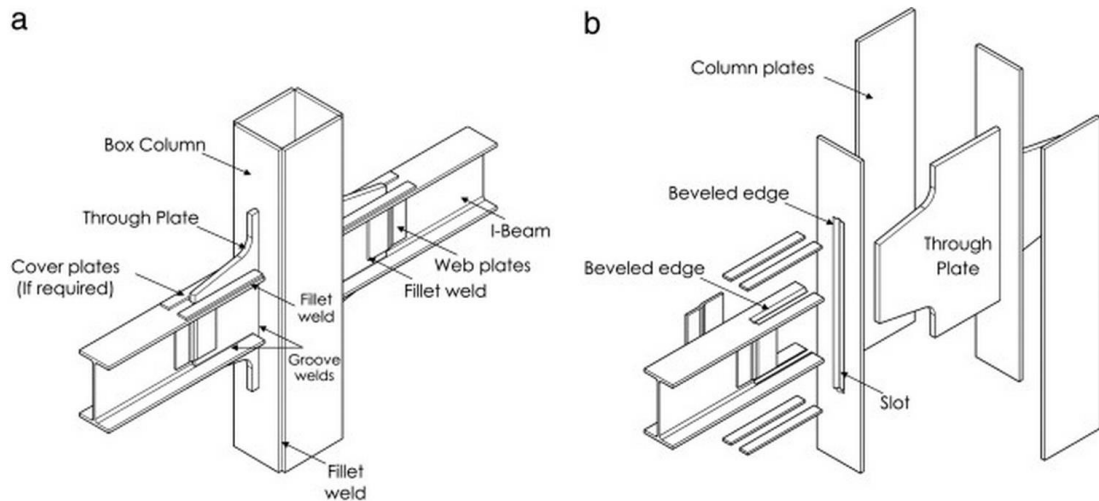 a
Box Column
Through Plate
Cover plates
(If required)
I-Beam
Web plates
Fillet weld
Fillet
weld
Groove
welds
Fillet
weld
b
Column plates
Beveled edge
Beveled edge
Through
Plate
Slot